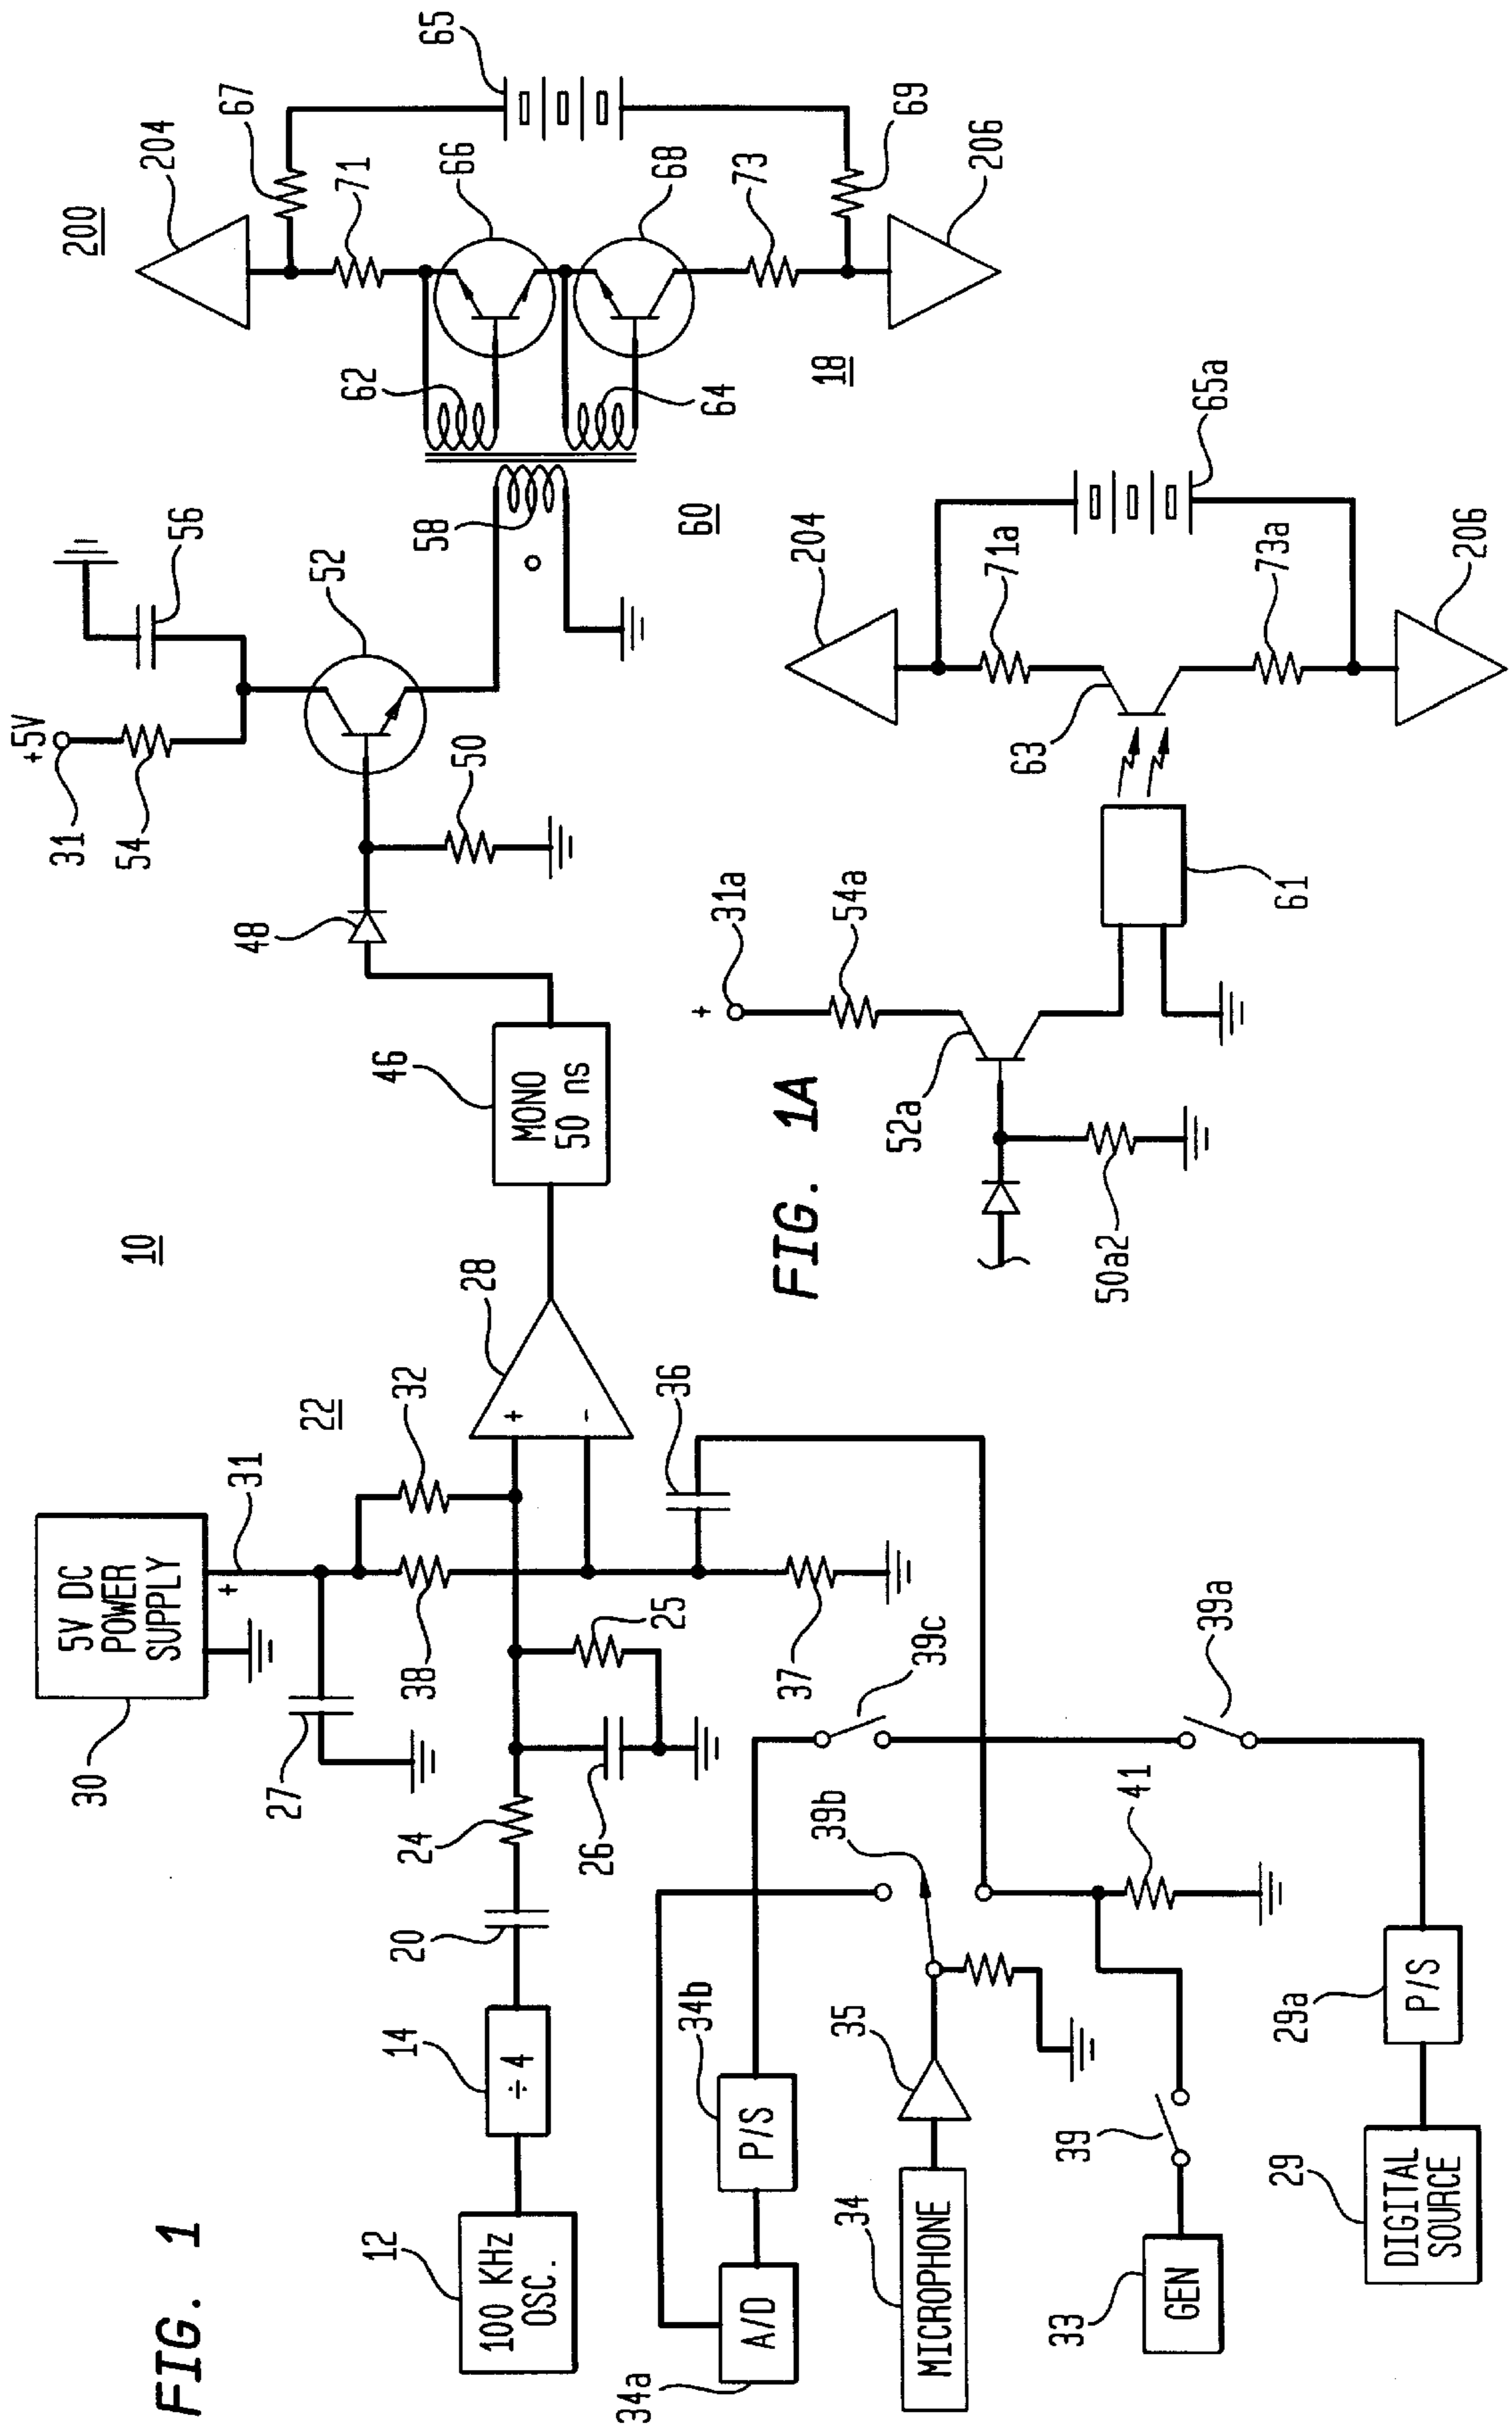 FIG. 1
10
12
100 KHz
OSC.
14
÷ 4
20
24
26
25
22
30
5V DC
POWER
SUPPLY
+
31
27
38
32
28
+
-
36
37
46
MONO
50 ns
48
50
+5V
31
54
56
52
58
60
62
64
66
68
18
200
204
67
71
65
73
69
206
34a
A/D
34b
P/S
39c
39a
39b
35
34
MICROPHONE
41
39
33
GEN
29a
P/S
29
DIGITAL
SOURCE
FIG. 1A
50a2
52a
+
31a
54a
61
63
204
71a
65a
73a
206